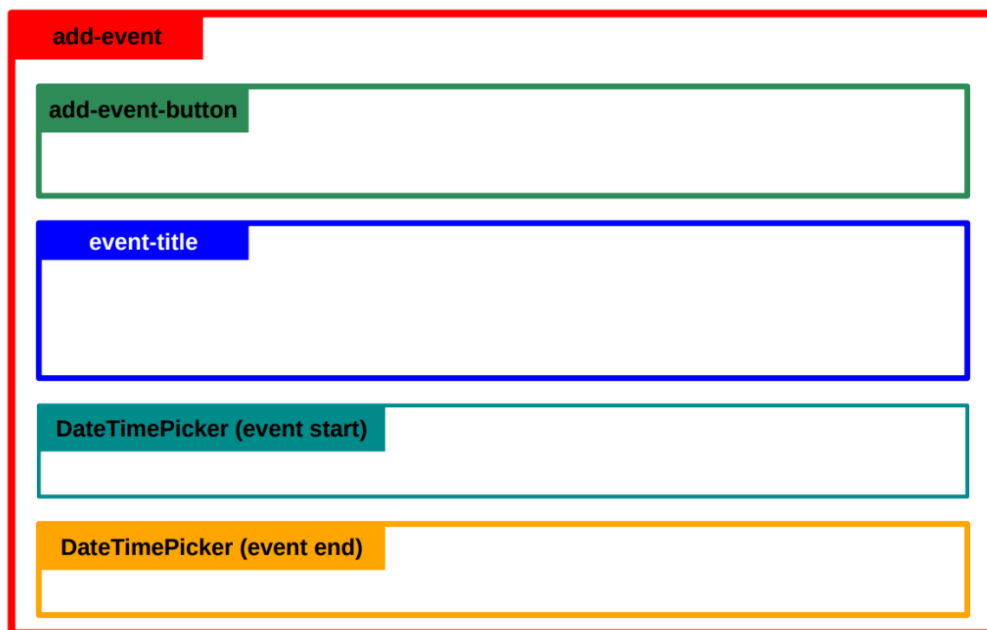 add-event
add-event-button
event-title
DateTimePicker (event start)
DateTimePicker (event end)